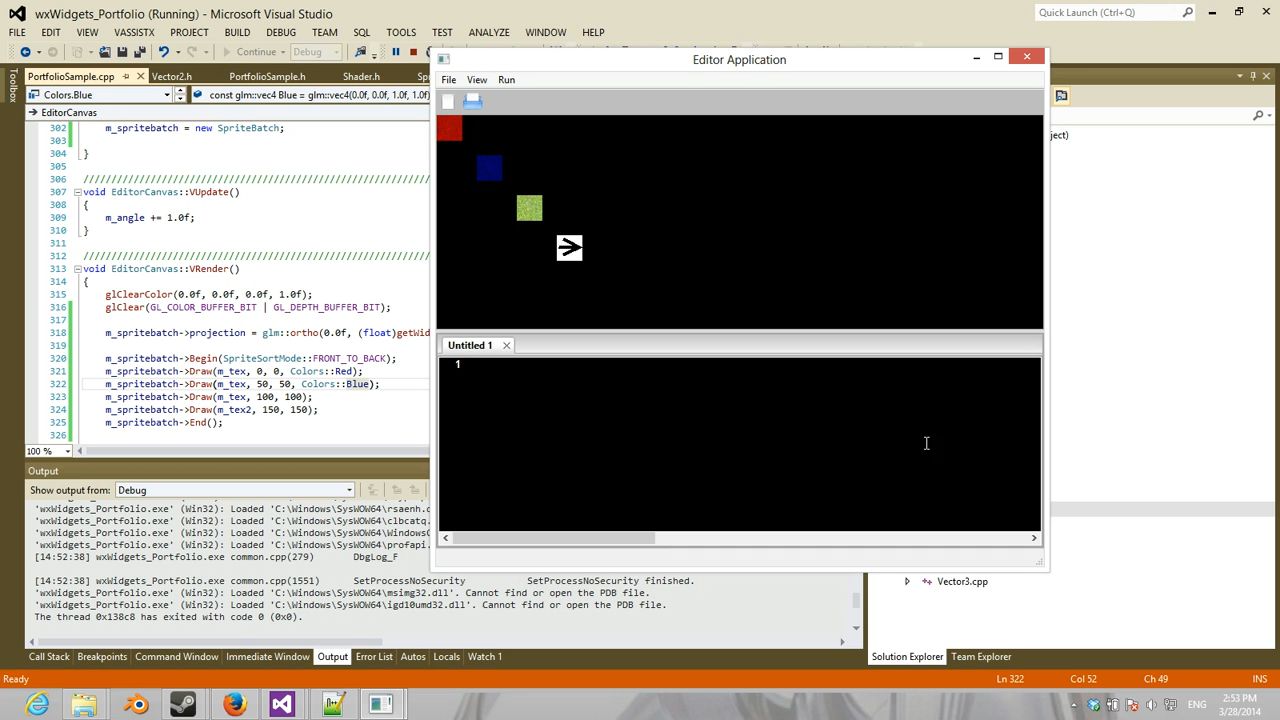 wxWidgets_Portfolio (Running) - Microsoft Visual Studio
Quick Launch (Ctrl+Q)
FILE EDIT VIEW VASSISTX PROJECT BUILD DEBUG TEAM SQL TOOLS TEST ANALYZE WINDOW HELP
Continue Debug
Toolbox
PortfolioSample.cpp Vector2.h PortfolioSample.h Shader.h
Colors.Blue const glm::vec4 Blue = glm::vec4(0.0f, 0.0f, 1.0f,
EditorCanvas
302 m_spritebatch = new SpriteBatch;
303
304 }
305
306 ////////////////////////////////////////////////////////
307 void EditorCanvas::VUpdate()
308 {
309 m_angle += 1.0f;
310 }
311
312 ////////////////////////////////////////////////////////
313 void EditorCanvas::VRender()
314 {
315 glClearColor(0.0f, 0.0f, 0.0f, 1.0f);
316 glClear(GL_COLOR_BUFFER_BIT | GL_DEPTH_BUFFER_BIT);
317
318 m_spritebatch->projection = glm::ortho(0.0f, (float)getWid
319
320 m_spritebatch->Begin(SpriteSortMode::FRONT_TO_BACK);
321 m_spritebatch->Draw(m_tex, 0, 0, Colors::Red);
322 m_spritebatch->Draw(m_tex, 50, 50, Colors::Blue);
323 m_spritebatch->Draw(m_tex, 100, 100);
324 m_spritebatch->Draw(m_tex2, 150, 150);
325 m_spritebatch->End();
326
100 %
Editor Application
File View Run
Untitled 1
1
ject)
Vector3.cpp
Output
Show output from: Debug
'wxWidgets_Portfolio.exe' (Win32): Loaded 'C:\Windows\SysWOW64\rsaenh.d
'wxWidgets_Portfolio.exe' (Win32): Loaded 'C:\Windows\SysWOW64\clbcatq.
'wxWidgets_Portfolio.exe' (Win32): Loaded 'C:\Windows\SysWOW64\Windows
'wxWidgets_Portfolio.exe' (Win32): Loaded 'C:\Windows\SysWOW64\profapi.
[14:52:38] wxWidgets_Portfolio.exe common.cpp(279) DbgLog_F
[14:52:38] wxWidgets_Portfolio.exe common.cpp(1551) SetProcessNoSecurity SetProcessNoSecurity finished.
'wxWidgets_Portfolio.exe' (Win32): Loaded 'C:\Windows\SysWOW64\msimg32.dll'. Cannot find or open the PDB file.
'wxWidgets_Portfolio.exe' (Win32): Loaded 'C:\Windows\SysWOW64\igd10umd32.dll'. Cannot find or open the PDB file.
The thread 0x138c8 has exited with code 0 (0x0).
Call Stack Breakpoints Command Window Immediate Window Output Error List Autos Locals Watch 1
Solution Explorer Team Explorer
Ready Ln 322 Col 52 Ch 49 INS
ENG
2:53 PM
3/28/2014